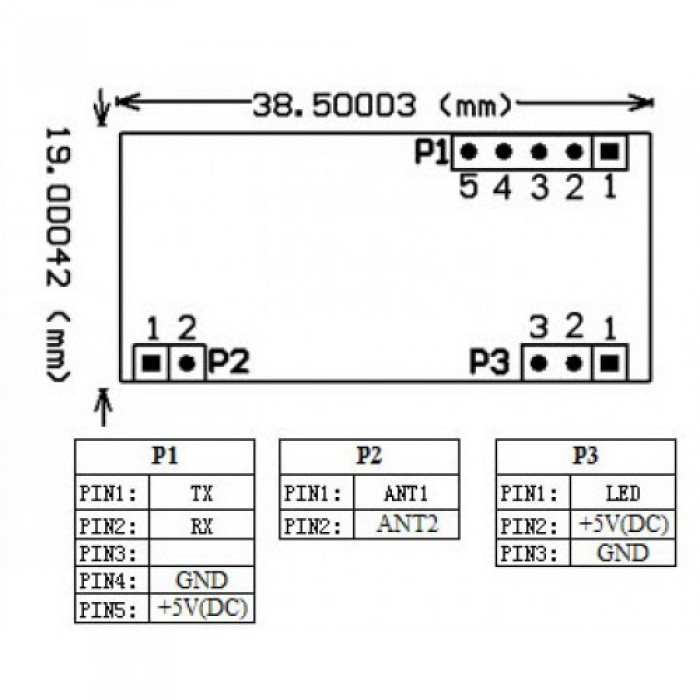 38.500D3 (mm)
19.0D042 (mm)
P1
5 4 3 2 1
1 2
P2
3 2 1
P3
P1
PIN1: TX
PIN2: RX
PIN3:
PIN4: GND
PIN5: +5V(DC)
P2
PIN1: ANT1
PIN2: ANT2
P3
PIN1: LED
PIN2: +5V(DC)
PIN3: GND